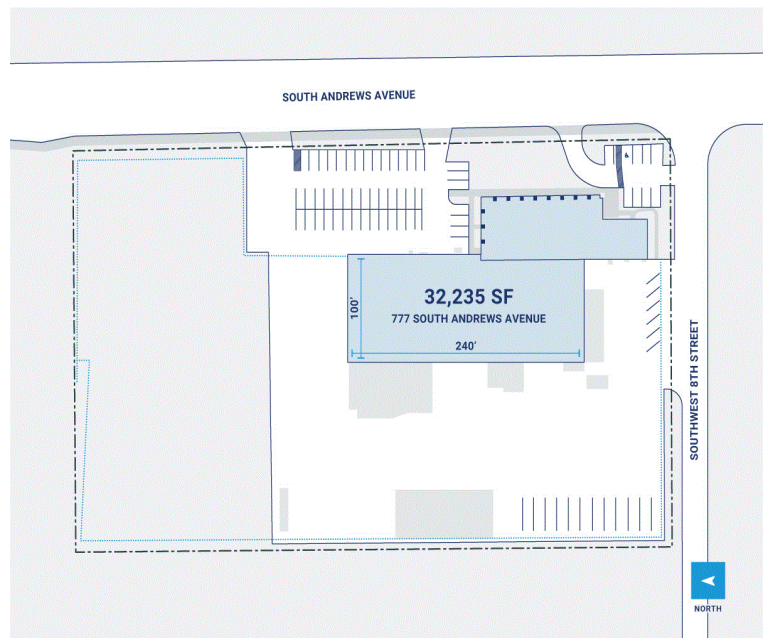 SOUTH ANDREWS AVENUE
32,235 SF
777 SOUTH ANDREWS AVENUE
100'
240'
SOUTHWEST 8TH STREET
NORTH